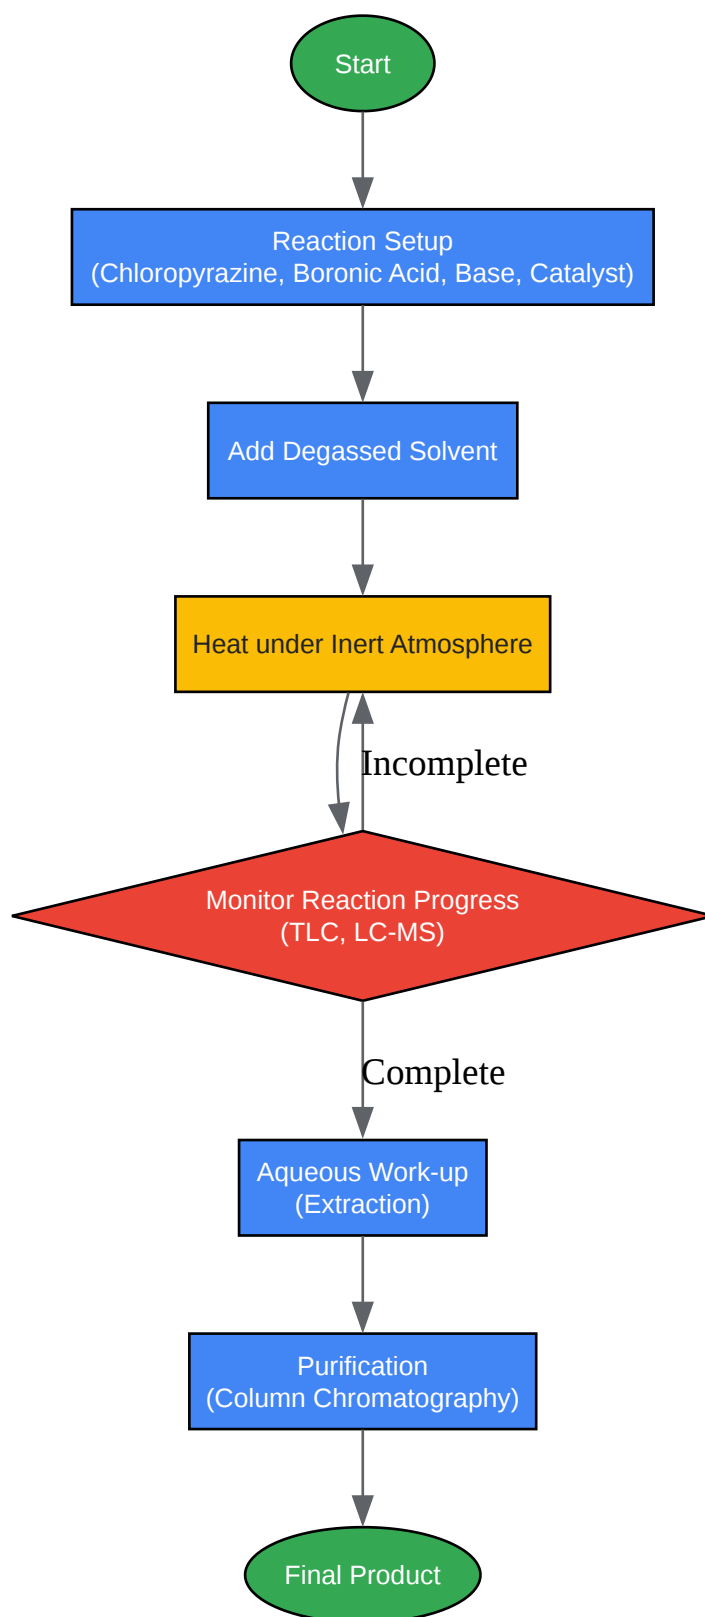 Start
Reaction Setup
(Chloropyrazine, Boronic Acid, Base, Catalyst)
Add Degassed Solvent
Heat under Inert Atmosphere
Incomplete
Monitor Reaction Progress
(TLC, LC-MS)
Complete
Aqueous Work-up
(Extraction)
Purification
(Column Chromatography)
Final Product